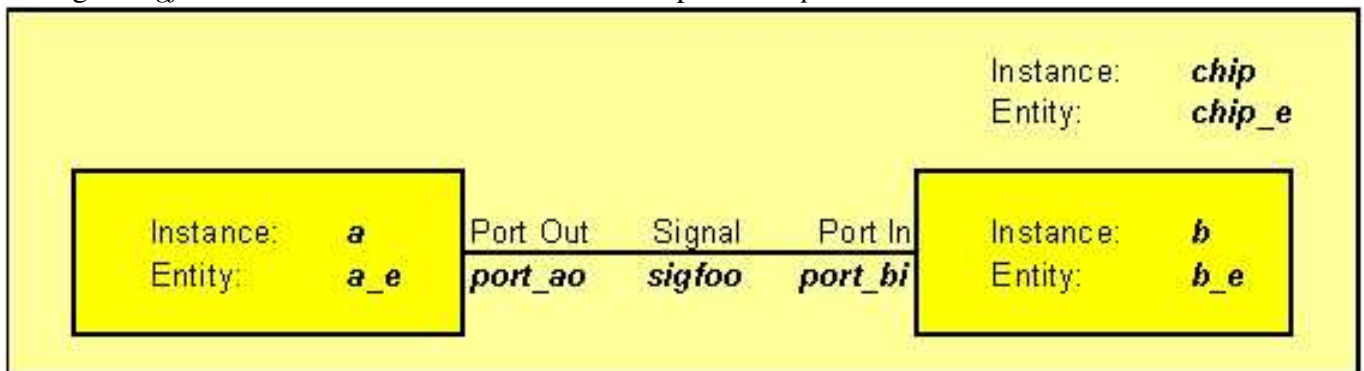 Instance: chip
Entity: chip_e
Instance: a
Entity: a_e
Port Out Signal Port In
port_ao sigfoo port_bi
Instance: b
Entity: b_e